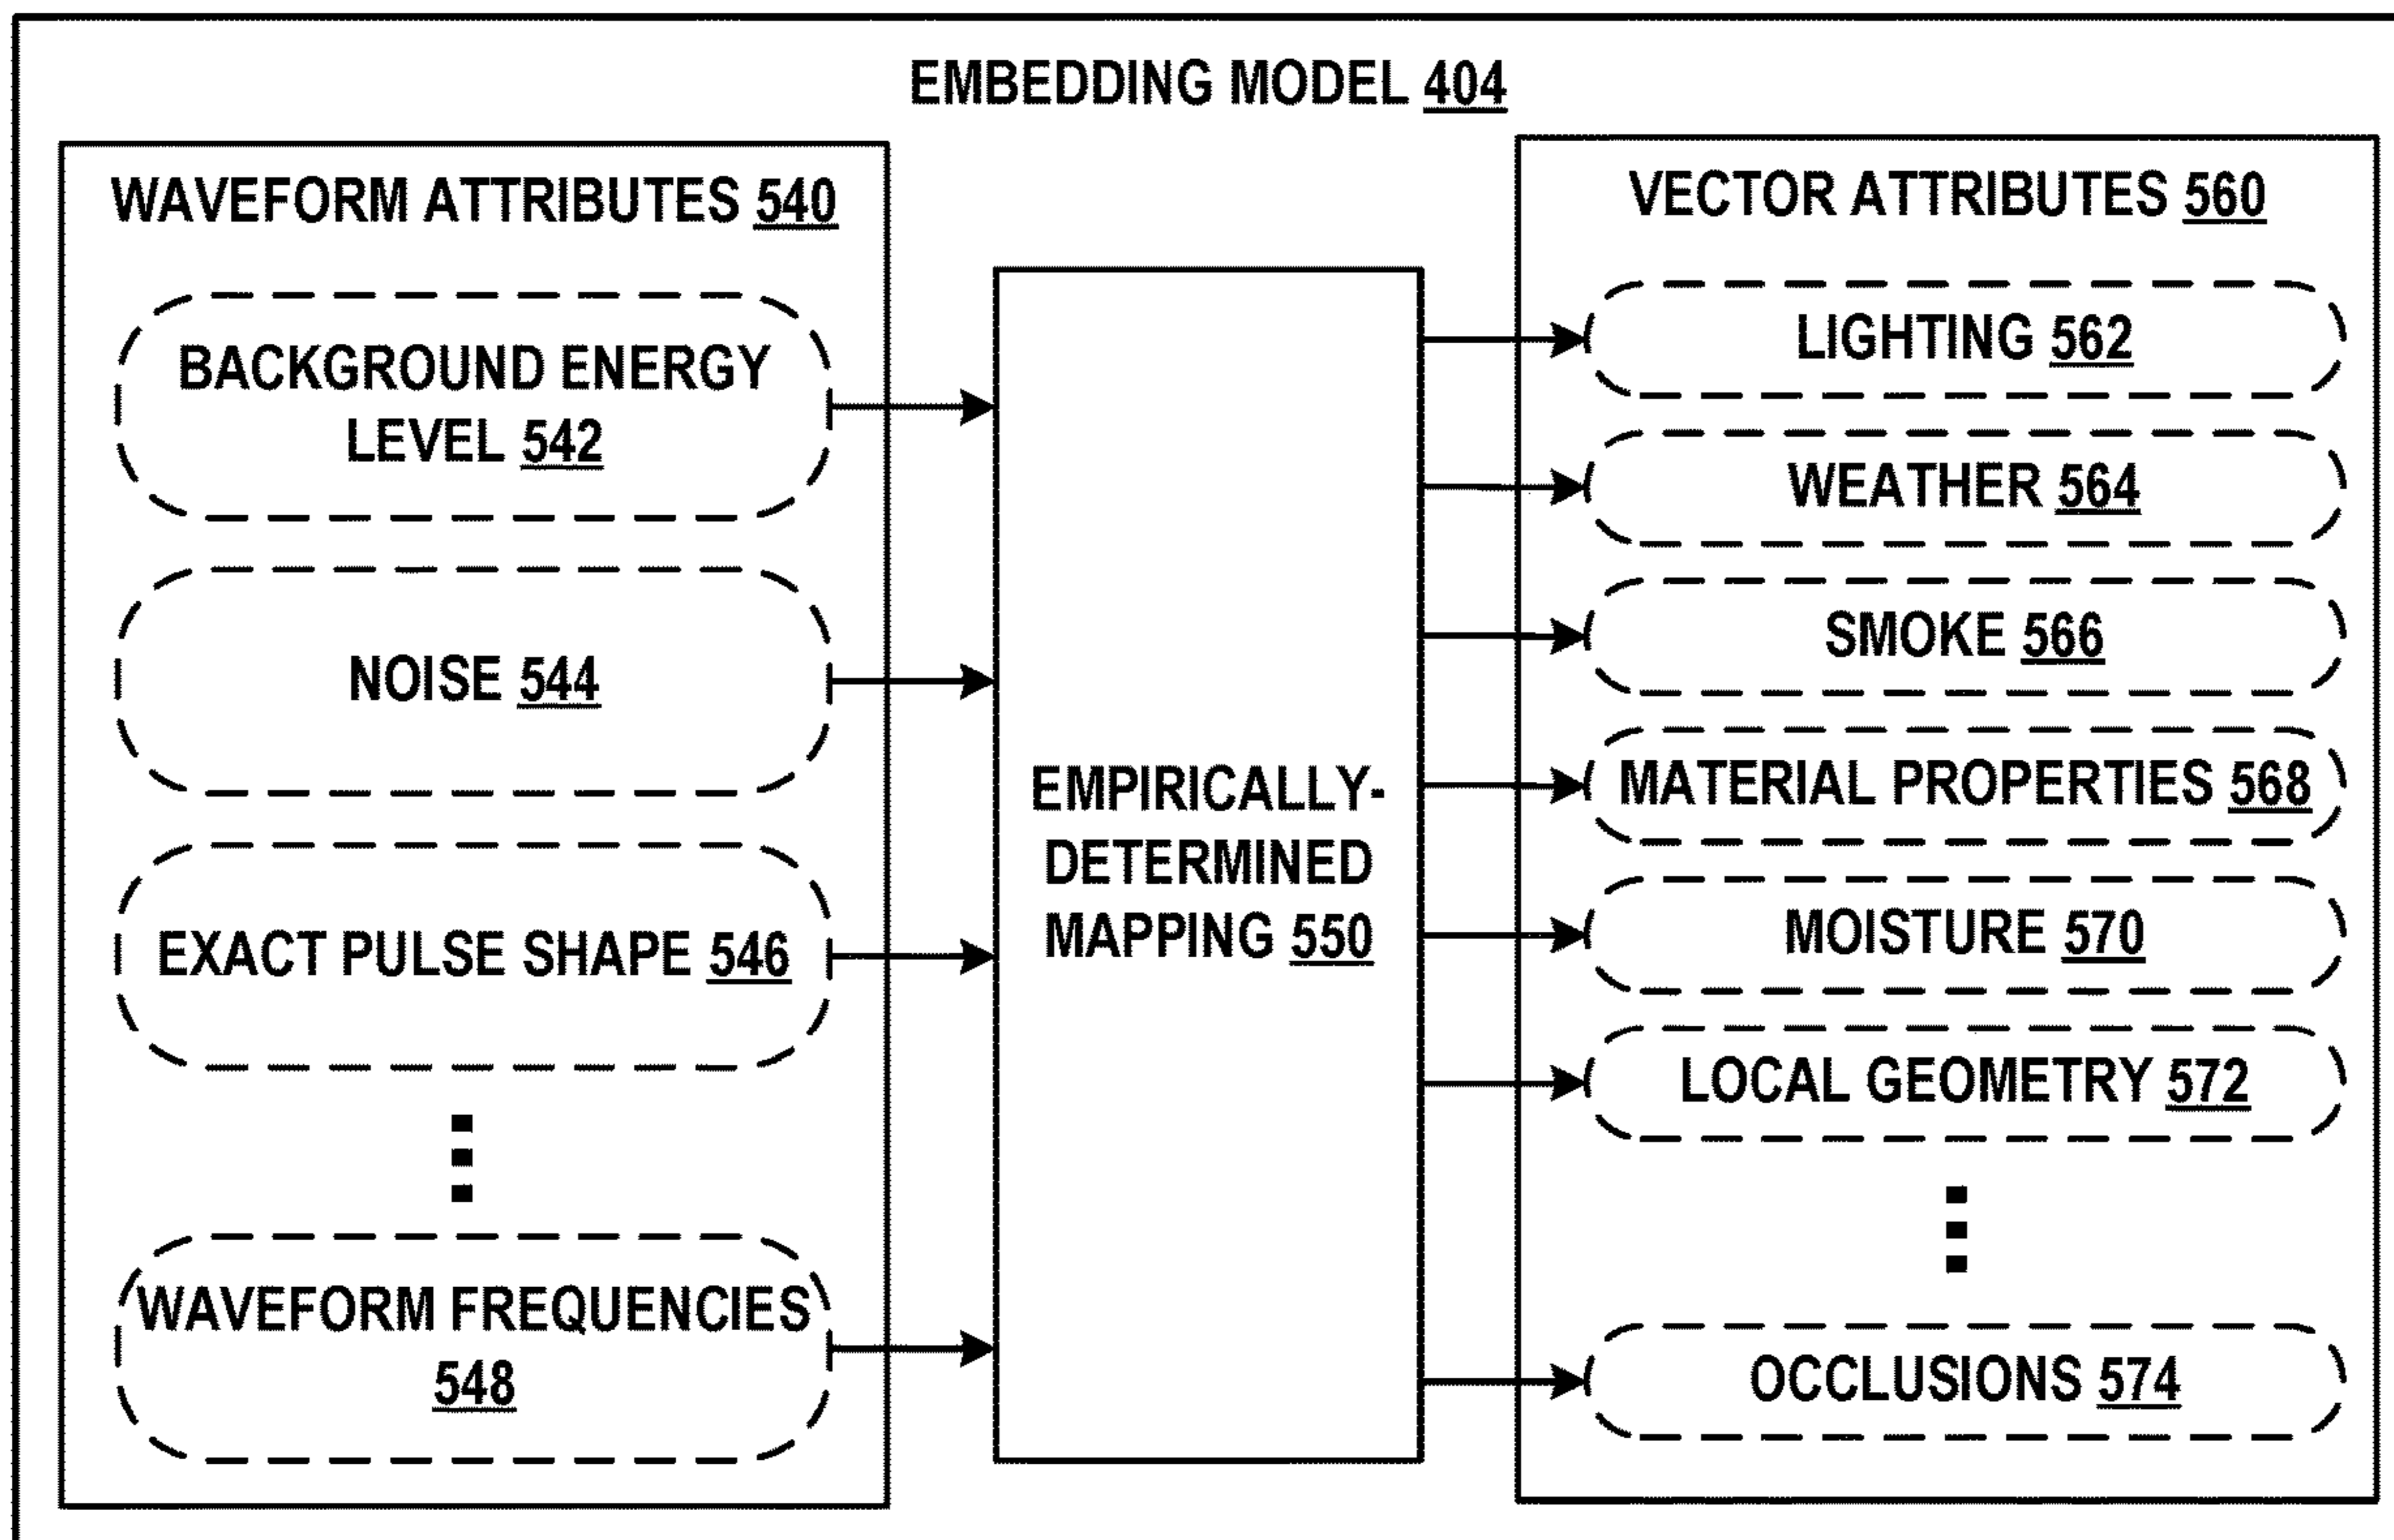 EMBEDDING MODEL 404
WAVEFORM ATTRIBUTES 540
BACKGROUND ENERGY
LEVEL 542
NOISE 544
EXACT PULSE SHAPE 546
WAVEFORM FREQUENCIES
548
EMPIRICALLY-
DETERMINED
MAPPING 550
VECTOR ATTRIBUTES 560
LIGHTING 562
WEATHER 564
SMOKE 566
MATERIAL PROPERTIES 568
MOISTURE 570
LOCAL GEOMETRY 572
OCCLUSIONS 574